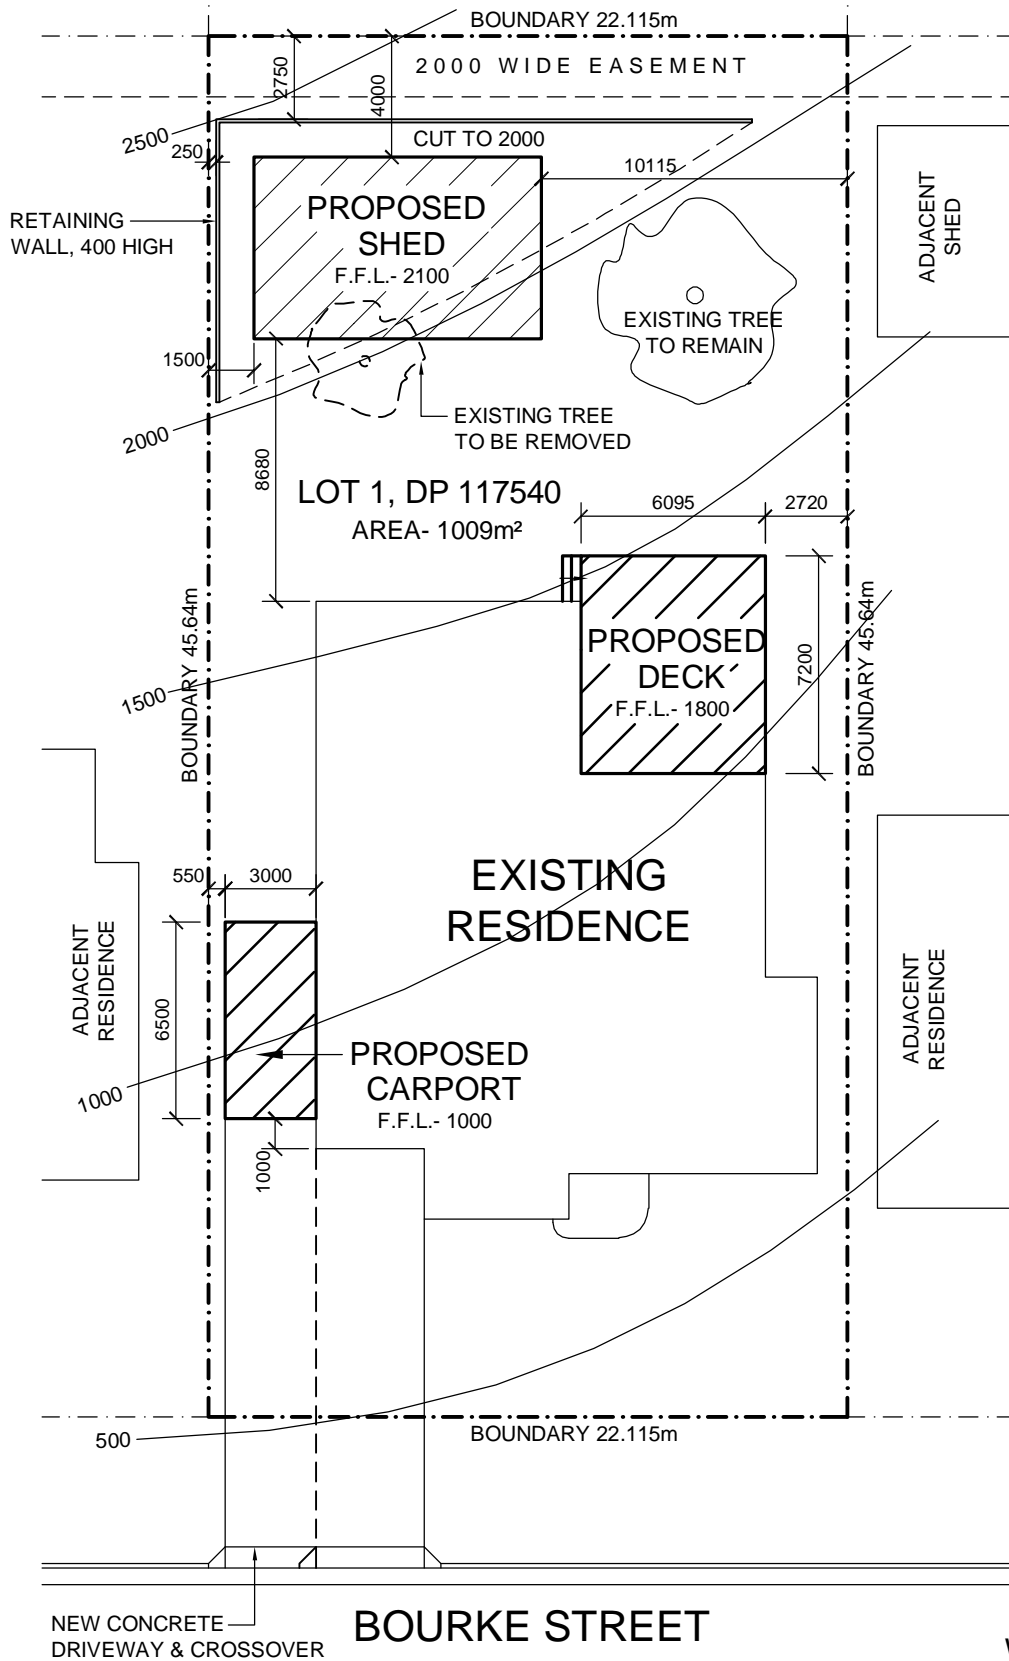 BOUNDARY 22.115m
2000 WIDE EASEMENT
2750
4000
2500
CUT TO 2000
250
10115
RETAINING
WALL, 400 HIGH
PROPOSED
SHED
F.F.L.- 2100
ADJACENT
SHED
EXISTING TREE
TO REMAIN
1500
2000
EXISTING TREE
TO BE REMOVED
8680
LOT 1, DP 117540
AREA- 1009m²
6095
2720
BOUNDARY 45.64m
PROPOSED
DECK
F.F.L.- 1800
7200
BOUNDARY 45.64m
1500
EXISTING
RESIDENCE
550
3000
ADJACENT
RESIDENCE
6500
ADJACENT
RESIDENCE
PROPOSED
CARPORT
F.F.L.- 1000
1000
1000
500
BOUNDARY 22.115m
NEW CONCRETE
DRIVEWAY & CROSSOVER
BOURKE STREET